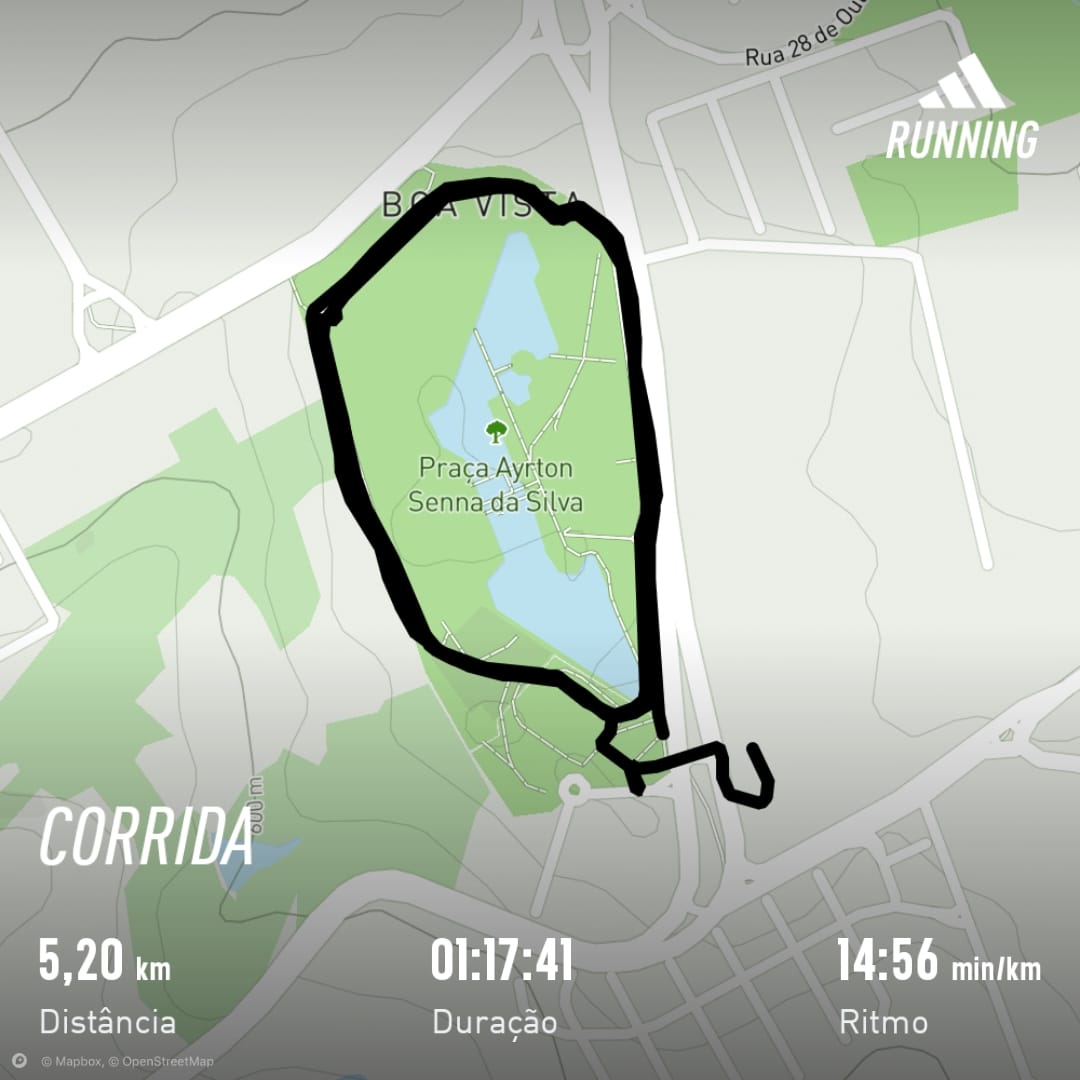 Rua 28 de Out
RUNNING
BOA VISTA
Praça Ayrton
Senna da Silva
600 m
CORRIDA
5,20 km
01:17:41
14:56 min/km
Distância
Duração
Ritmo
© Mapbox, © OpenStreetMap